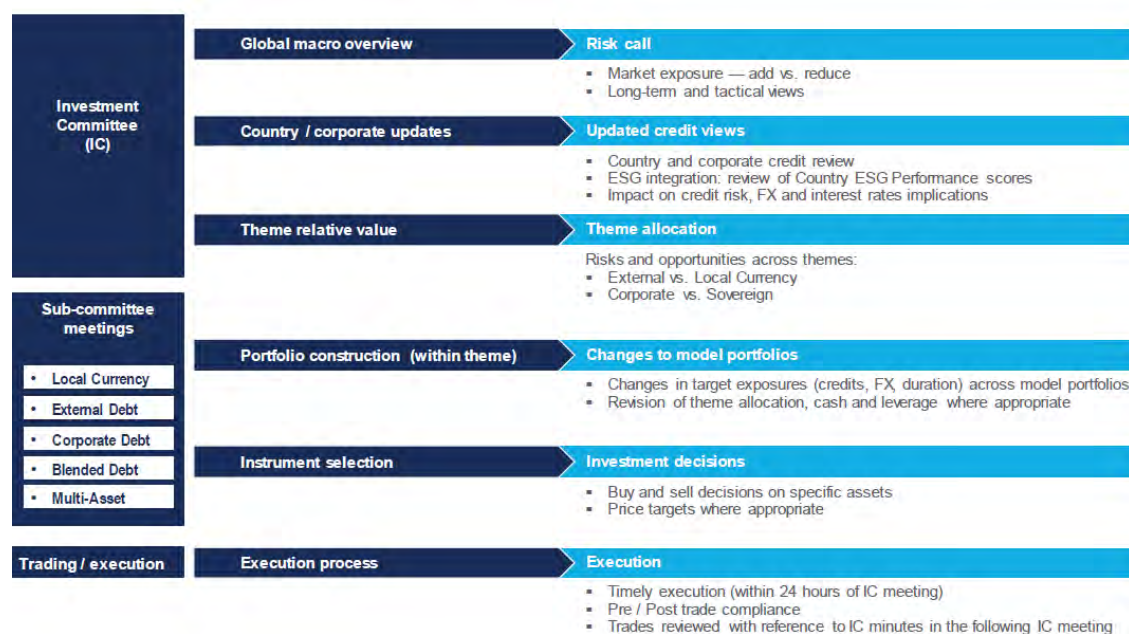 Investment
Committee
(IC)
Global macro overview
Risk call
▪ Market exposure — add vs. reduce
▪ Long-term and tactical views
Country / corporate updates
Updated credit views
▪ Country and corporate credit review
▪ ESG integration: review of Country ESG Performance scores
▪ Impact on credit risk, FX and interest rates implications
Theme relative value
Theme allocation
Risks and opportunities across themes:
▪ External vs. Local Currency
▪ Corporate vs. Sovereign
Sub-committee
meetings
• Local Currency
• External Debt
• Corporate Debt
• Blended Debt
• Multi-Asset
Portfolio construction (within theme)
Changes to model portfolios
▪ Changes in target exposures (credits, FX, duration) across model portfolios
▪ Revision of theme allocation, cash and leverage where appropriate
Instrument selection
Investment decisions
▪ Buy and sell decisions on specific assets
▪ Price targets where appropriate
Trading / execution
Execution process
Execution
▪ Timely execution (within 24 hours of IC meeting)
▪ Pre / Post trade compliance
▪ Trades reviewed with reference to IC minutes in the following IC meeting